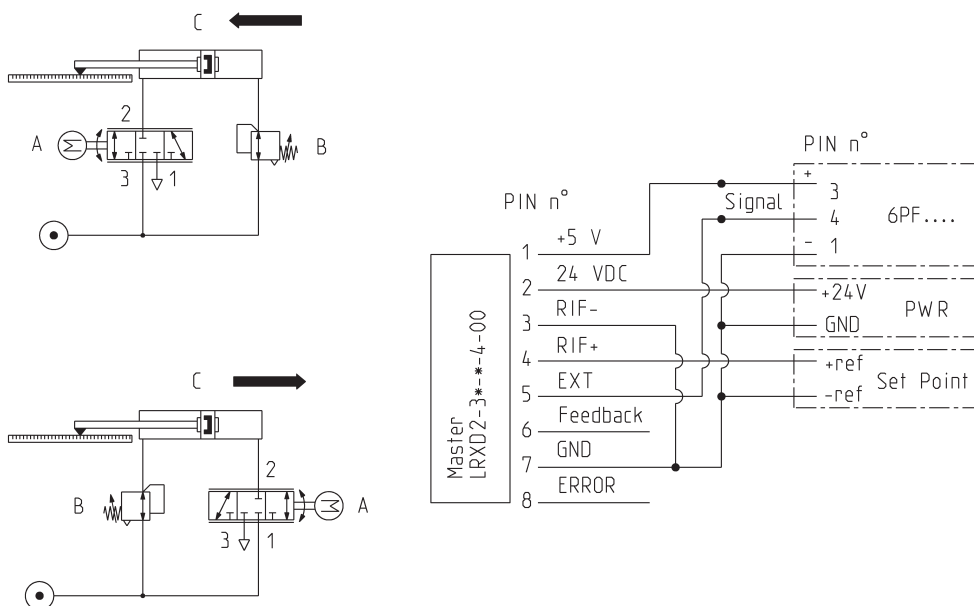 C
2
A
M
B
3
1
C
2
B
M
A
3
1
PIN n°
Master
LRXD2-3*-*-4-00
1
+5 V
2
24 VDC
3
RIF-
4
RIF+
5
EXT
6
Feedback
7
GND
8
ERROR
Signal
PIN n°
+
3
4
- 1
6PF....
+24V
GND
PWR
+ref
-ref
Set Point